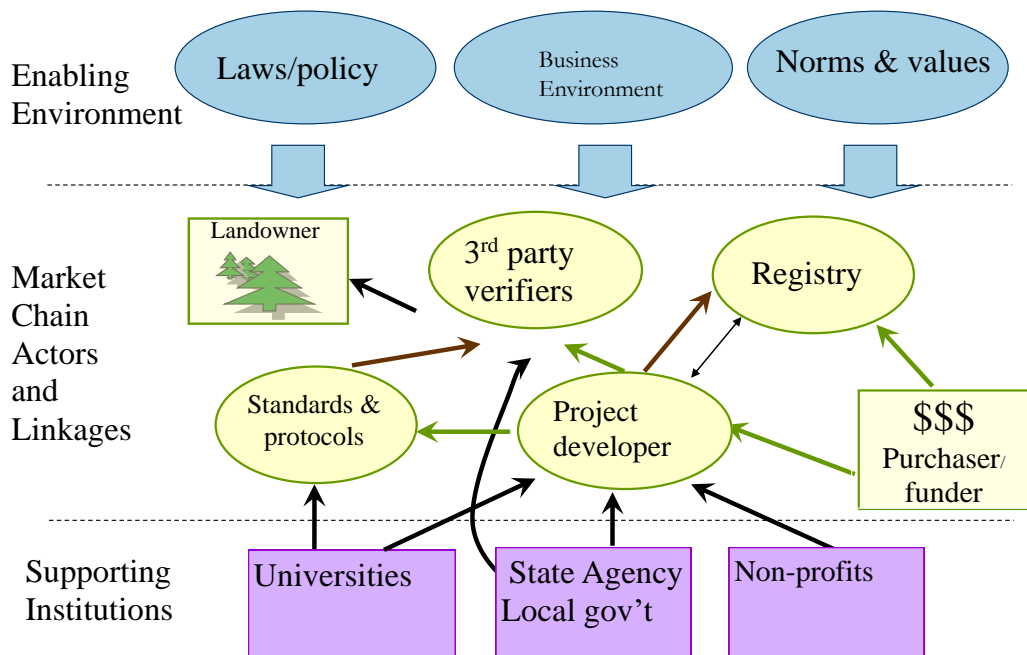 Enabling
Environment
Laws/policy
Business
Environment
Norms & values
Market
Chain
Actors
and
Linkages
Landowner
3rd party
verifiers
Registry
Standards &
protocols
Project
developer
$$$
Purchaser/
funder
Supporting
Institutions
Universities
State Agency
Local gov't
Non-profits